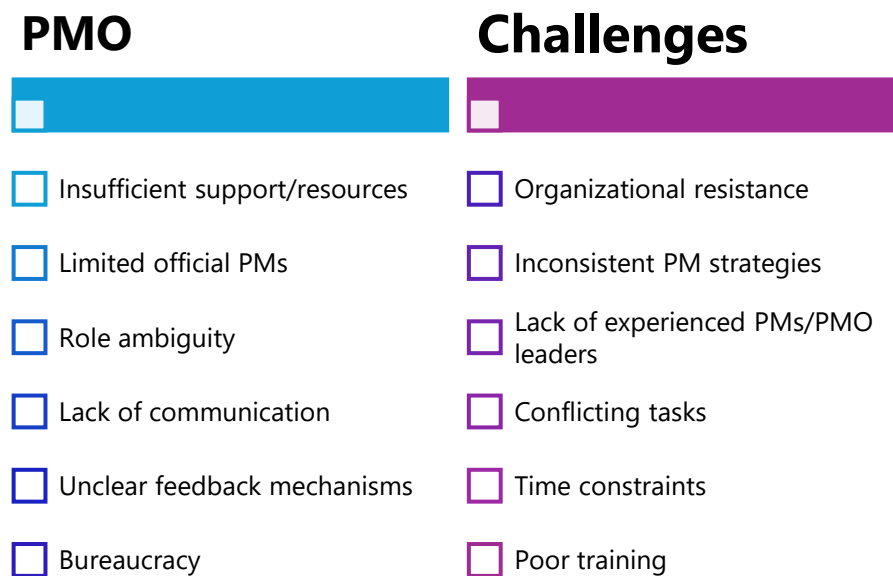 PMO
Insufficient support/resources
Limited official PMs
Role ambiguity
Lack of communication
Unclear feedback mechanisms
Bureaucracy
Challenges
Organizational resistance
Inconsistent PM strategies
Lack of experienced PMs/PMO
leaders
Conflicting tasks
Time constraints
Poor training